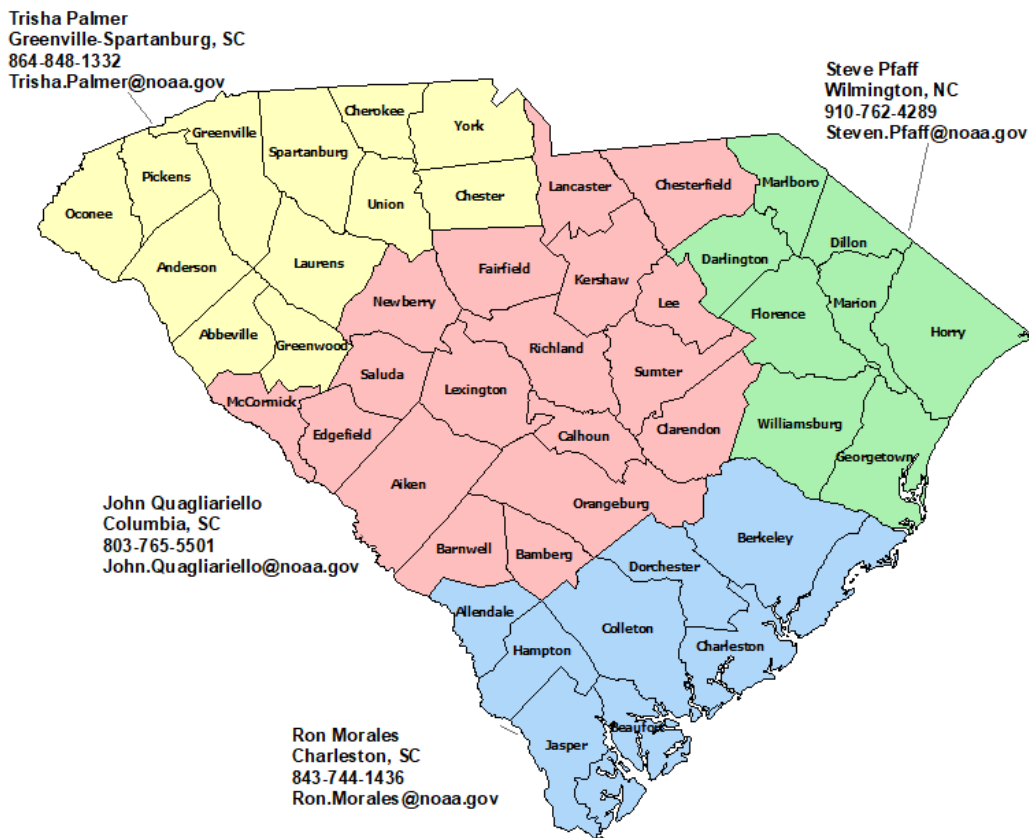 Trisha Palmer
Greenville-Spartanburg, SC
864-848-1332
Trisha.Palmer@noaa.gov
Steve Pfaff
Wilmington, NC
910-762-4289
Steven.Pfaff@noaa.gov
Cherokee
York
Greenville
Spartanburg
Pickens
Oconee
Union
Chester
Lancaster
Chesterfield
Marlboro
Anderson
Laurens
Fairfield
Kershaw
Darlington
Dillon
Newberry
Lee
Florence
Marion
Horry
Abbeville
Greenwood
Richland
Saluda
Lexington
Sumter
McCormick
Edgefield
Calhoun
Clarendon
Williamsburg
Georgetown
Aiken
Orangeburg
Barnwell
Bamberg
Berkeley
Dorchester
John Quagliariello
Columbia, SC
803-765-5501
John.Quagliariello@noaa.gov
Allendale
Hampton
Colleton
Charleston
Beaufort
Jasper
Ron Morales
Charleston, SC
843-744-1436
Ron.Morales@noaa.gov